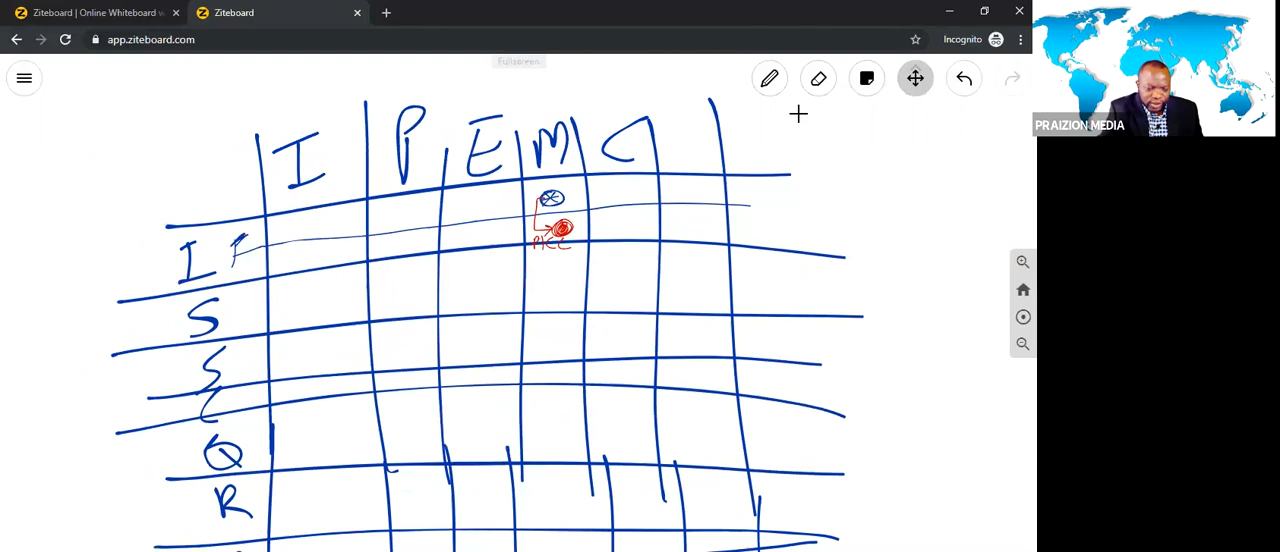 Ziteboard | Online Whiteboard w
Ziteboard
app.ziteboard.com
Incognito
Fullscreen
PRAIZION MEDIA
I P E M C
I
S
S
C
Q
R